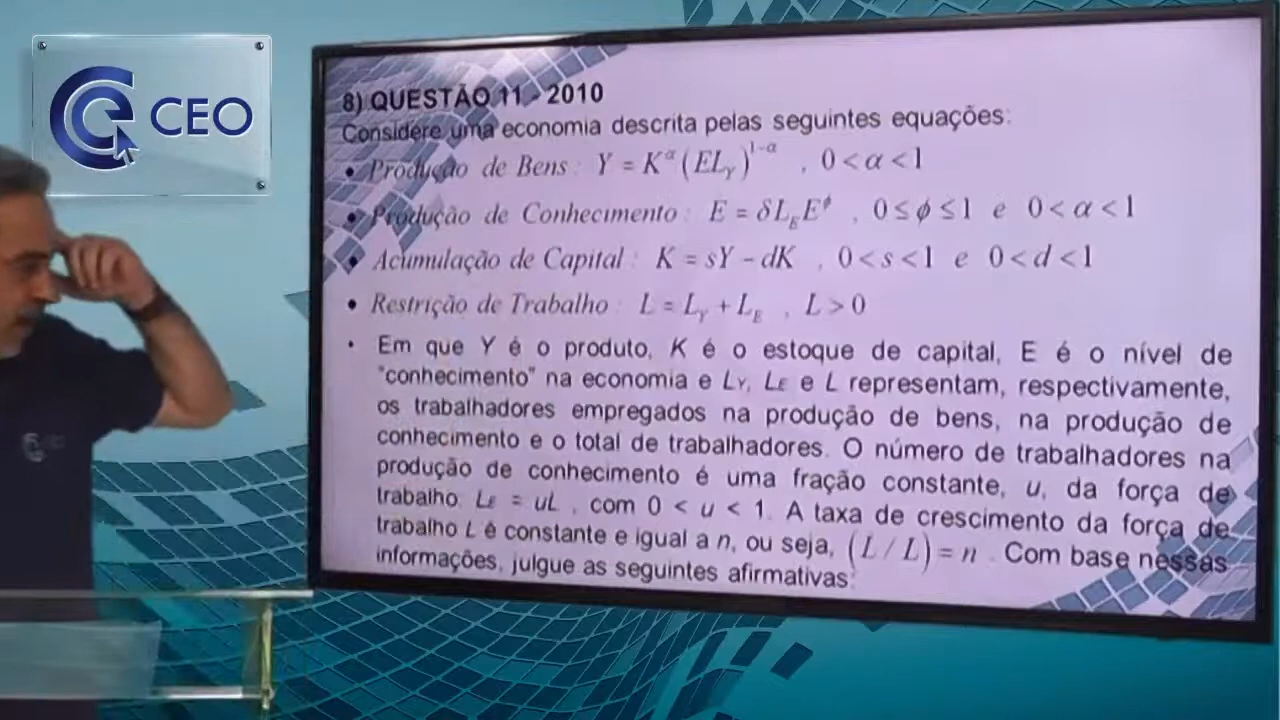 CEO
8) QUESTÃO 11 - 2010
Considere uma economia descrita pelas seguintes equações:
• Produção de Bens : Y = K^α (EL_Y)^{1-α} , 0 < α < 1
• Produção de Conhecimento : E = δL_E E^ϕ , 0 ≤ ϕ ≤ 1 e 0 < α < 1
• Acumulação de Capital : K = sY - dK , 0 < s < 1 e 0 < d < 1
• Restrição de Trabalho : L = L_Y + L_E , L > 0
• Em que Y é o produto, K é o estoque de capital, E é o nível de
"conhecimento" na economia e LY, LE e L representam, respectivamente,
os trabalhadores empregados na produção de bens, na produção de
conhecimento e o total de trabalhadores. O número de trabalhadores na
produção de conhecimento é uma fração constante, u, da força de
trabalho: LE = uL , com 0 < u < 1. A taxa de crescimento da força de
trabalho L é constante e igual a n, ou seja, (L / L) = n . Com base nessas
informações, julgue as seguintes afirmativas: